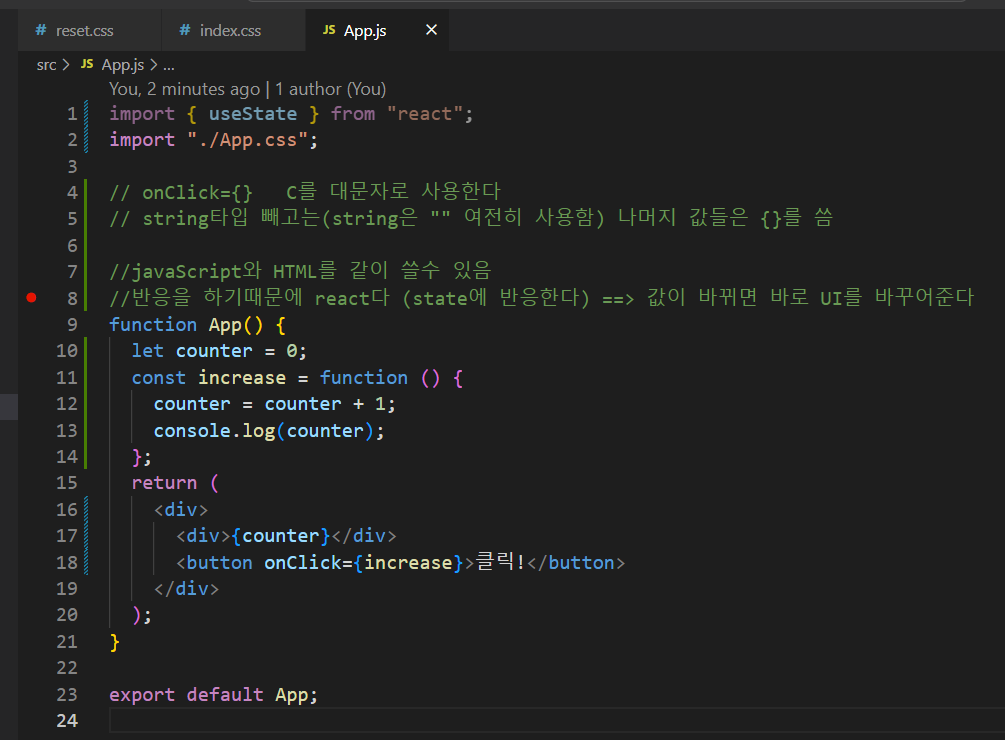 # reset.css # index.css JS App.js ×
src > JS App.js > ...
You, 2 minutes ago | 1 author (You)
1 import { useState } from "react";
2 import "./App.css";
3
4 // onClick={}   C를 대문자로 사용한다
5 // string타입 빼고는(string은 "" 여전히 사용함) 나머지 값들은 {}를 씀
6
7 //javaScript와 HTML를 같이 쓸수 있음
8 //반응을 하기때문에 react다 (state에 반응한다) ==> 값이 바뀌면 바로 UI를 바꾸어준다
9 function App() {
10   let counter = 0;
11   const increase = function () {
12     counter = counter + 1;
13     console.log(counter);
14   };
15   return (
16     <div>
17       <div>{counter}</div>
18       <button onClick={increase}>클릭!</button>
19     </div>
20   );
21 }
22
23 export default App;
24